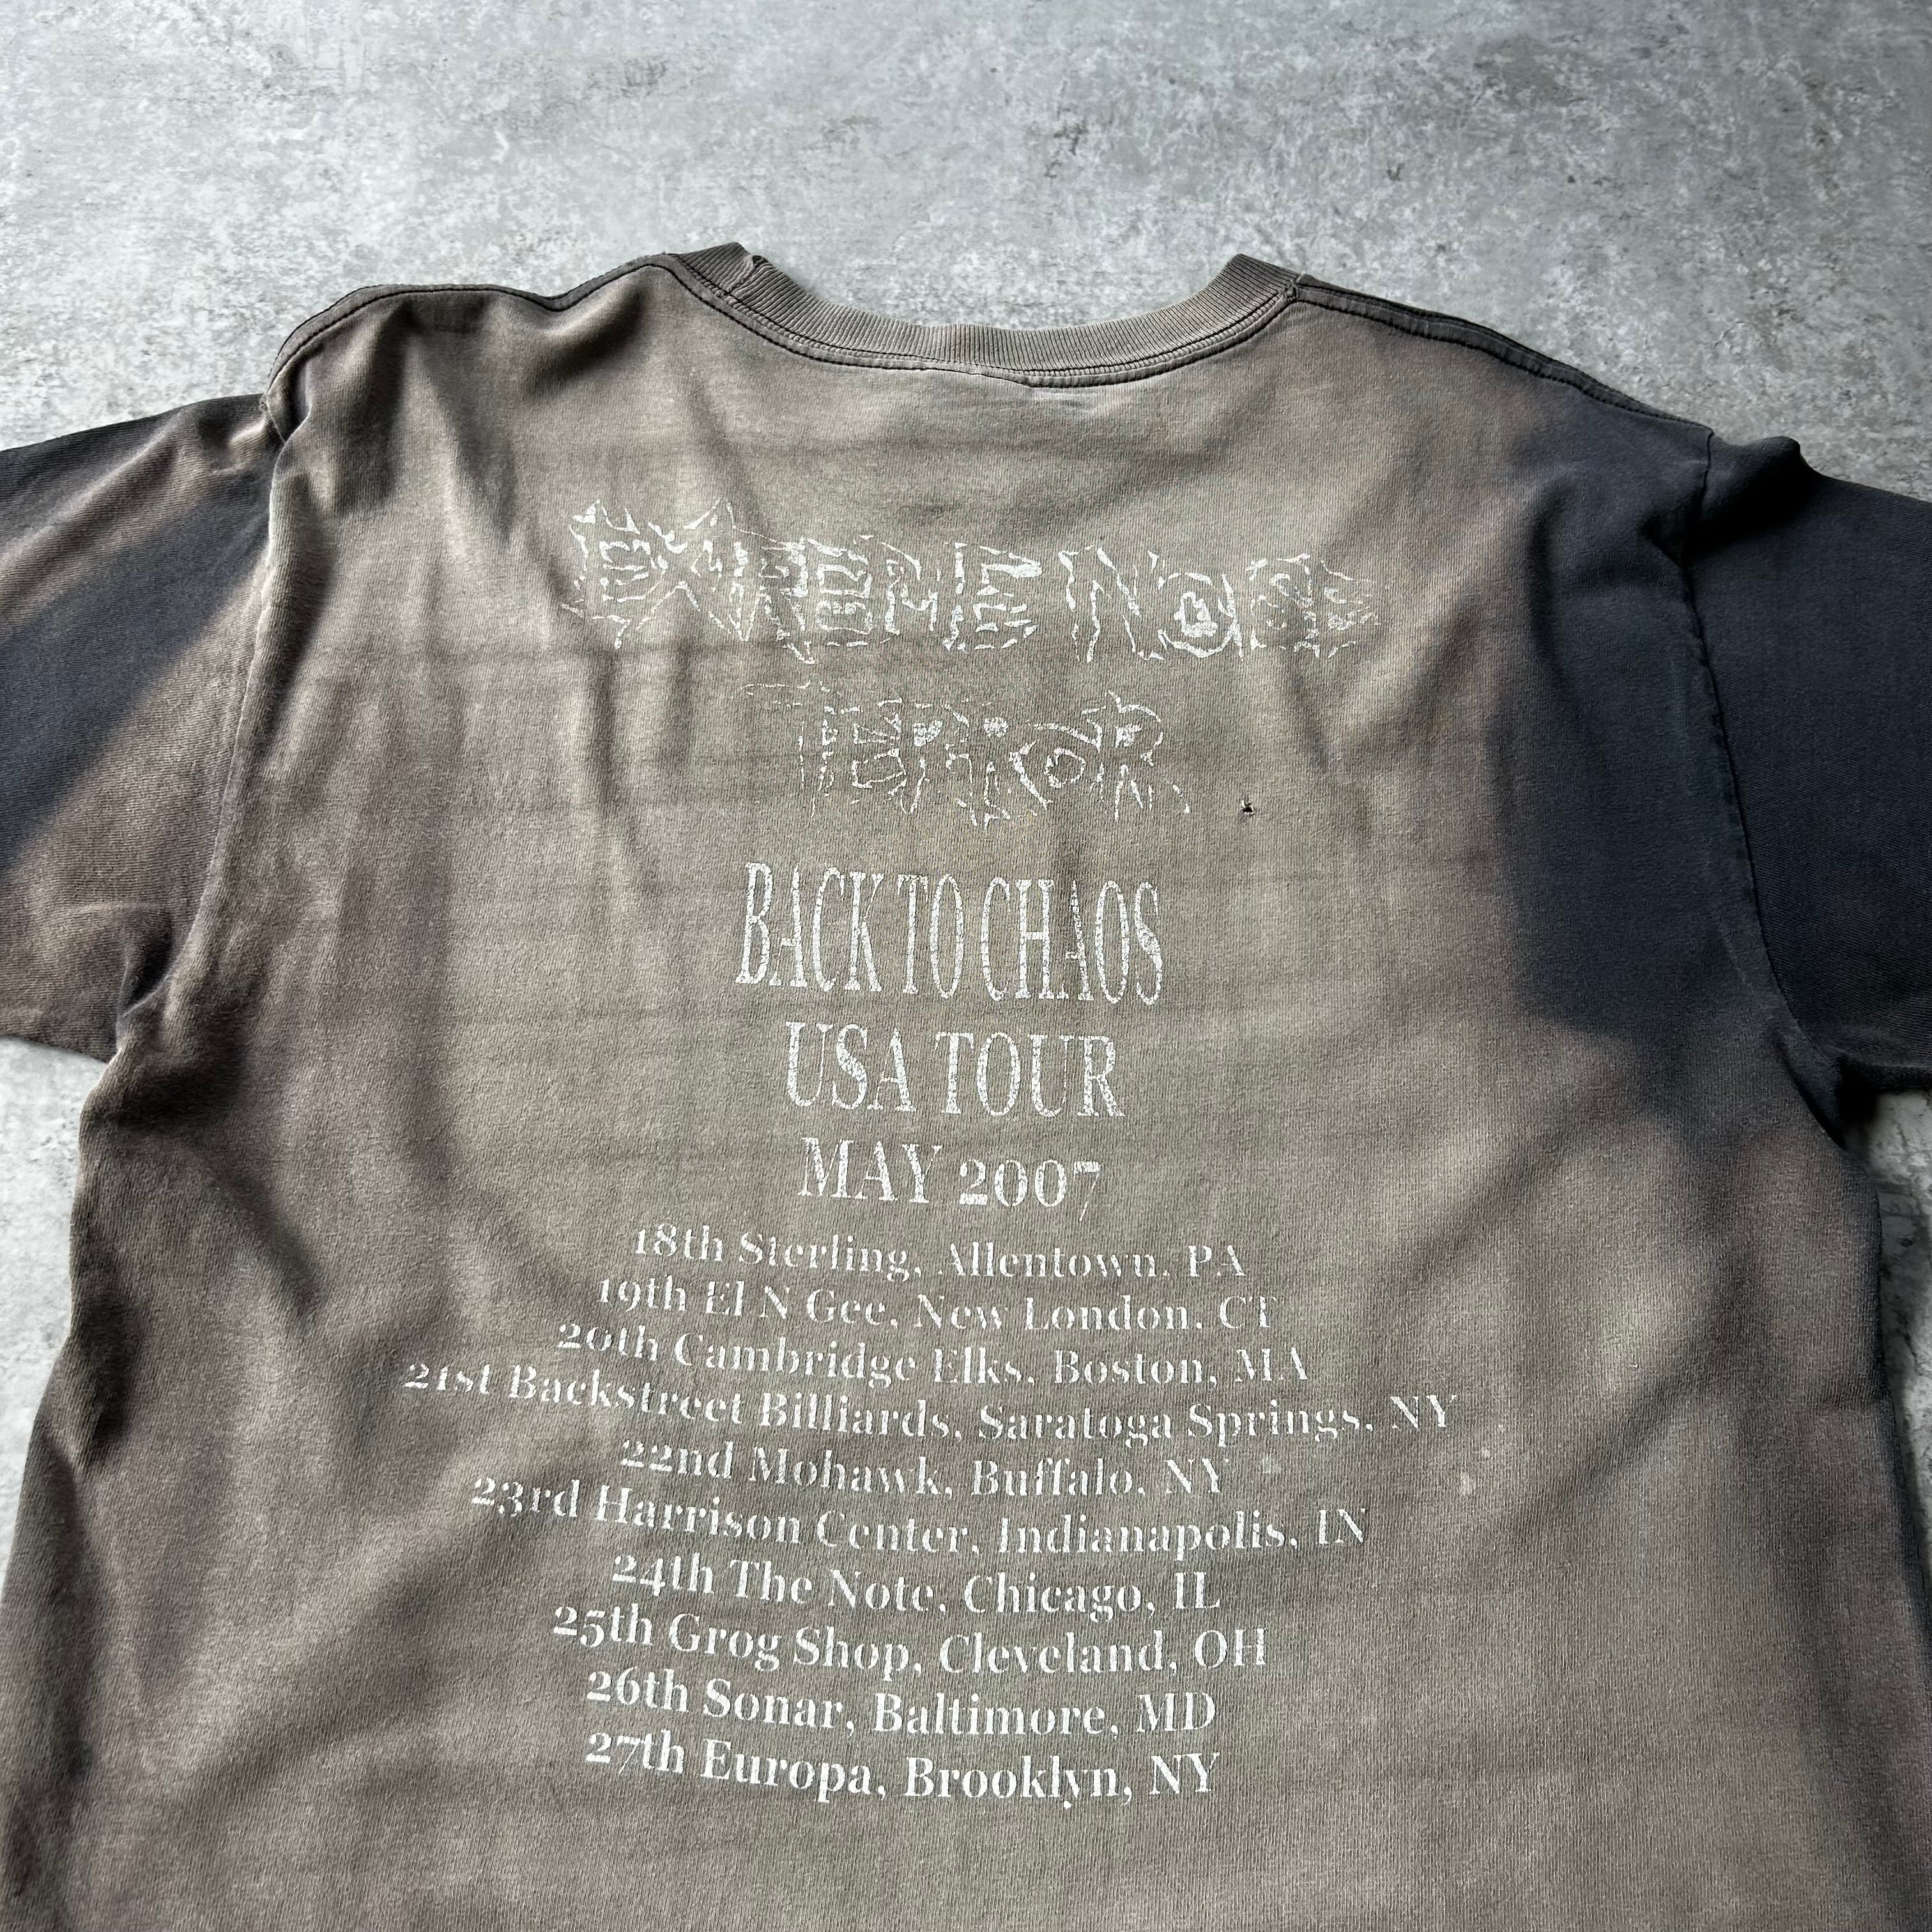 EXTREME NOISE
TERROR
BACK TO CHAOS
USA TOUR
MAY 2007
18th Sterling, Allentown, PA
19th El N Gee, New London, CT
20th Cambridge Elks, Boston, MA
21st Backstreet Billiards, Saratoga Springs, NY
22nd Mohawk, Buffalo, NY
23rd Harrison Center, Indianapolis, IN
24th The Note, Chicago, IL
25th Grog Shop, Cleveland, OH
26th Sonar, Baltimore, MD
27th Europa, Brooklyn, NY